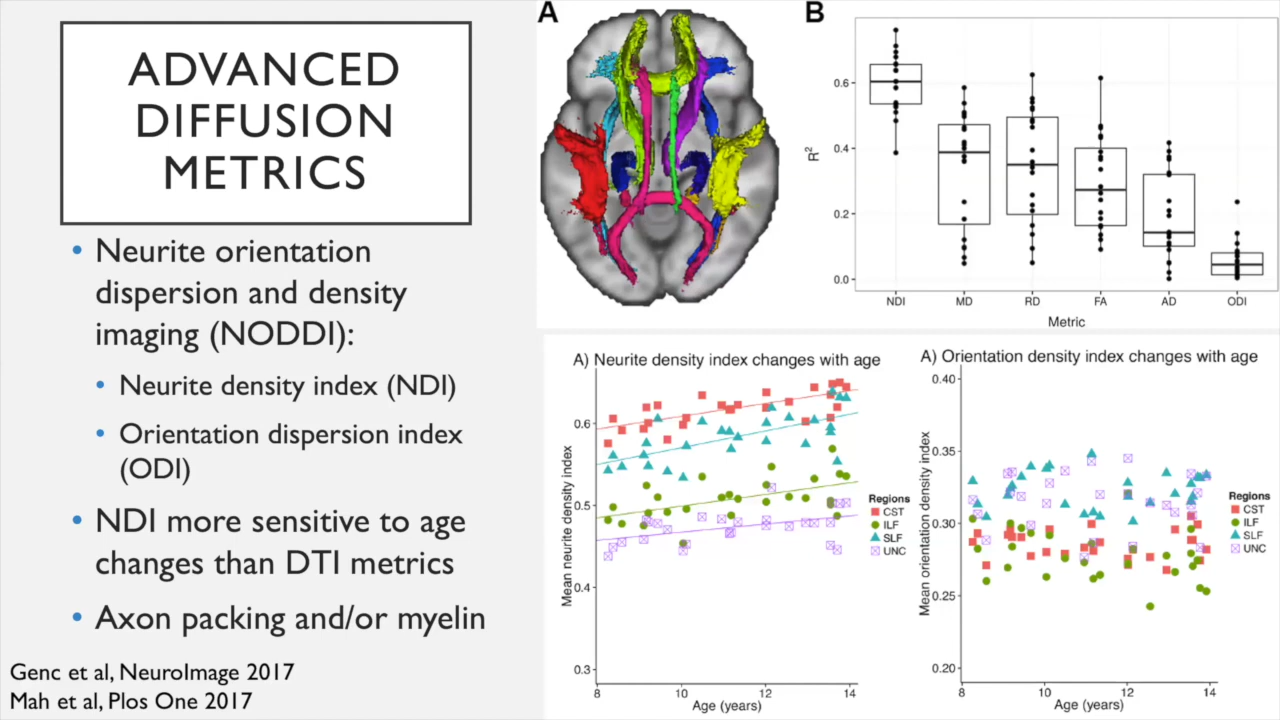 ADVANCED
DIFFUSION
METRICS
• Neurite orientation
dispersion and density
imaging (NODDI):
• Neurite density index (NDI)
• Orientation dispersion index
(ODI)
• NDI more sensitive to age
changes than DTI metrics
• Axon packing and/or myelin
Genc et al, NeuroImage 2017
Mah et al, Plos One 2017
A
B
R²
0.6
0.4
0.2
0.0
NDI MD RD FA AD ODI
Metric
A) Neurite density index changes with age
Mean neurite density index
0.6
0.5
0.4
0.3
8 10 12 14
Age (years)
Regions
CST
ILF
SLF
UNC
A) Orientation density index changes with age
Mean orientation density index
0.40
0.35
0.30
0.25
0.20
8 10 12 14
Age (years)
Regions
CST
ILF
SLF
UNC